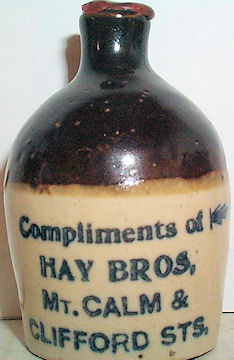 Compliments of
HAY BROS,
MT. CALM &
CLIFFORD STS.